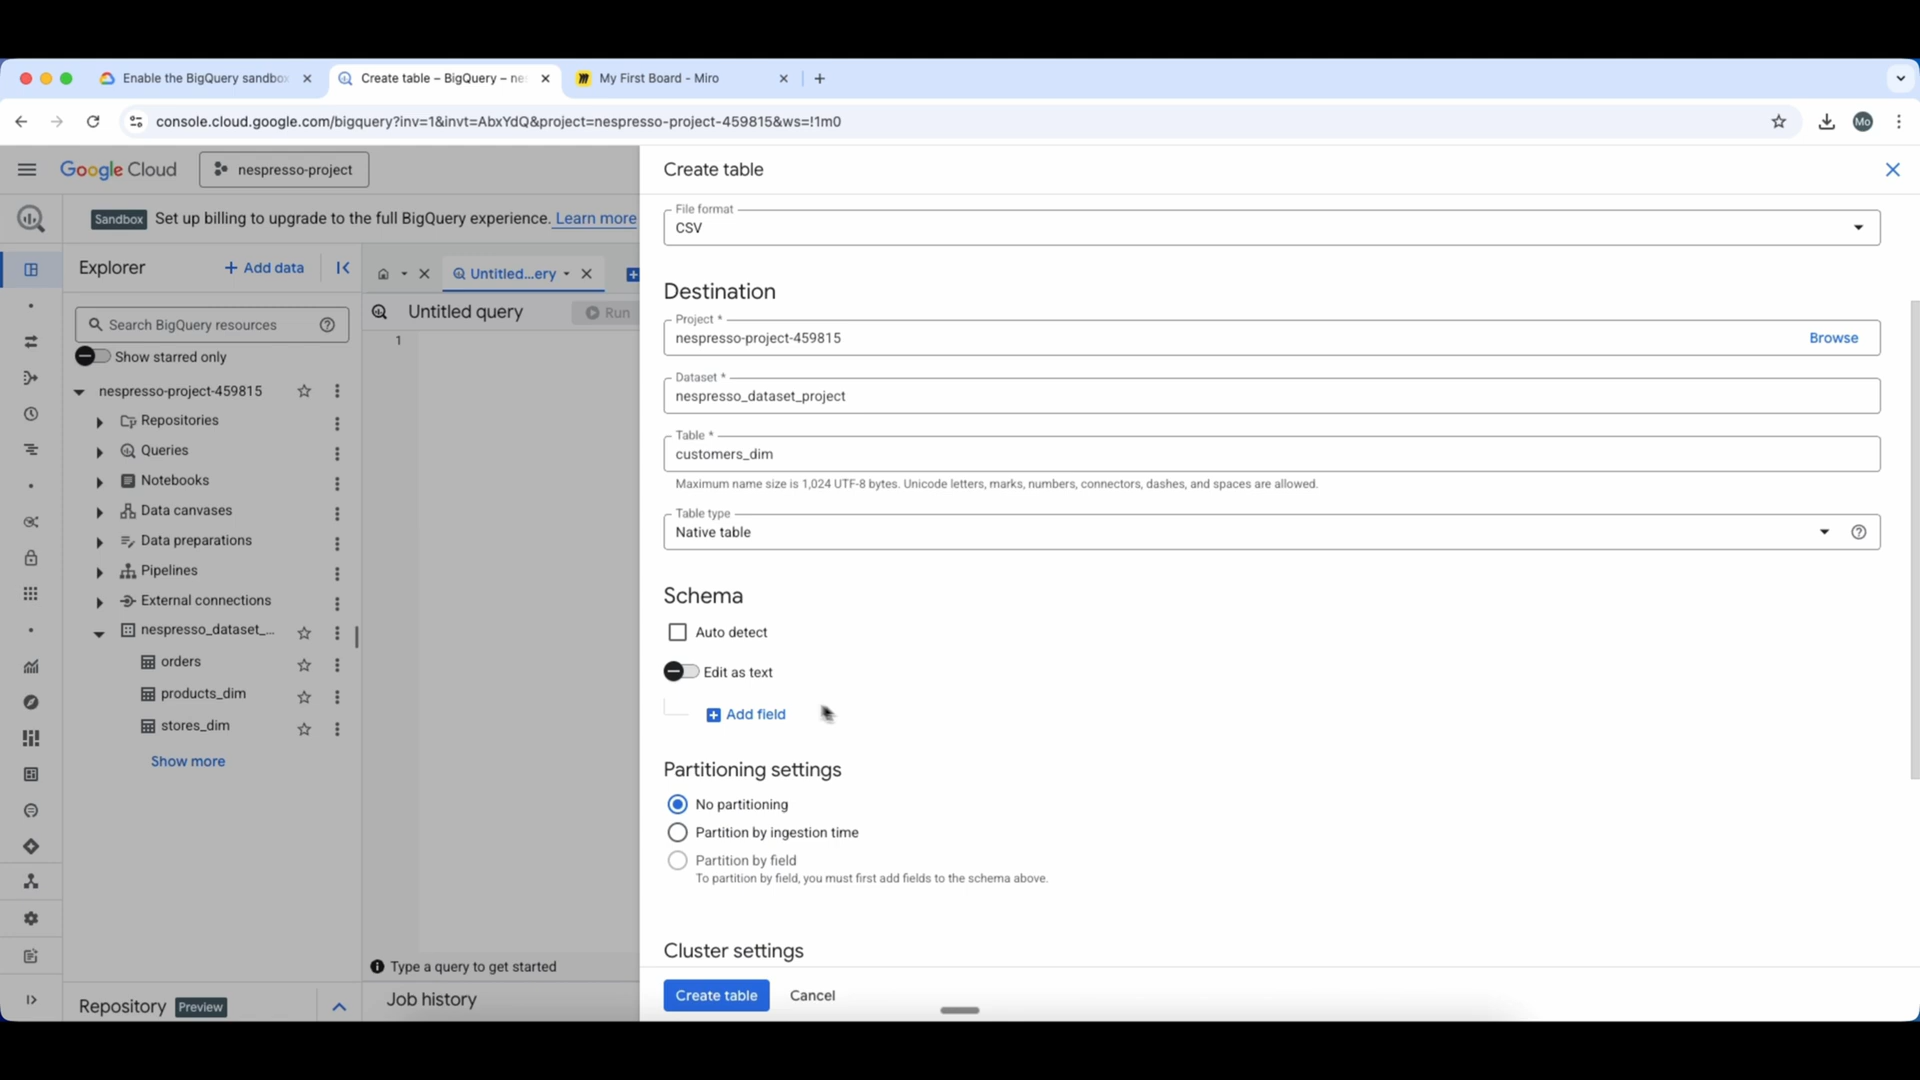 Enable the BigQuery sandbox
Create table – BigQuery – nes
My First Board - Miro
console.cloud.google.com/bigquery?inv=1&invt=AbxYdQ&project=nespresso-project-459815&ws=!1m0
Mo
Google Cloud
nespresso-project
Sandbox Set up billing to upgrade to the full BigQuery experience. Learn more
Explorer
+ Add data
Search BigQuery resources
Show starred only
nespresso-project-459815
Repositories
Queries
Notebooks
Data canvases
Data preparations
Pipelines
External connections
nespresso_dataset_...
orders
products_dim
stores_dim
Show more
Repository Preview
Untitled...ery
Untitled query
Run
1
Type a query to get started
Job history
Create table
File format
CSV
Destination
Project *
nespresso-project-459815
Browse
Dataset *
nespresso_dataset_project
Table *
customers_dim
Maximum name size is 1,024 UTF-8 bytes. Unicode letters, marks, numbers, connectors, dashes, and spaces are allowed.
Table type
Native table
Schema
Auto detect
Edit as text
Add field
Partitioning settings
No partitioning
Partition by ingestion time
Partition by field
To partition by field, you must first add fields to the schema above.
Cluster settings
Create table
Cancel